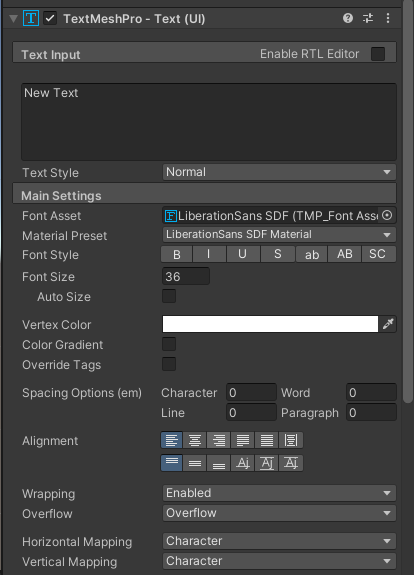 TextMeshPro - Text (UI)
Text Input Enable RTL Editor
New Text
Text Style Normal
Main Settings
Font Asset LiberationSans SDF (TMP_Font Asse
Material Preset LiberationSans SDF Material
Font Style B I U S ab AB SC
Font Size 36
Auto Size
Vertex Color
Color Gradient
Override Tags
Spacing Options (em) Character 0 Word 0
Line 0 Paragraph 0
Alignment
Wrapping Enabled
Overflow Overflow
Horizontal Mapping Character
Vertical Mapping Character